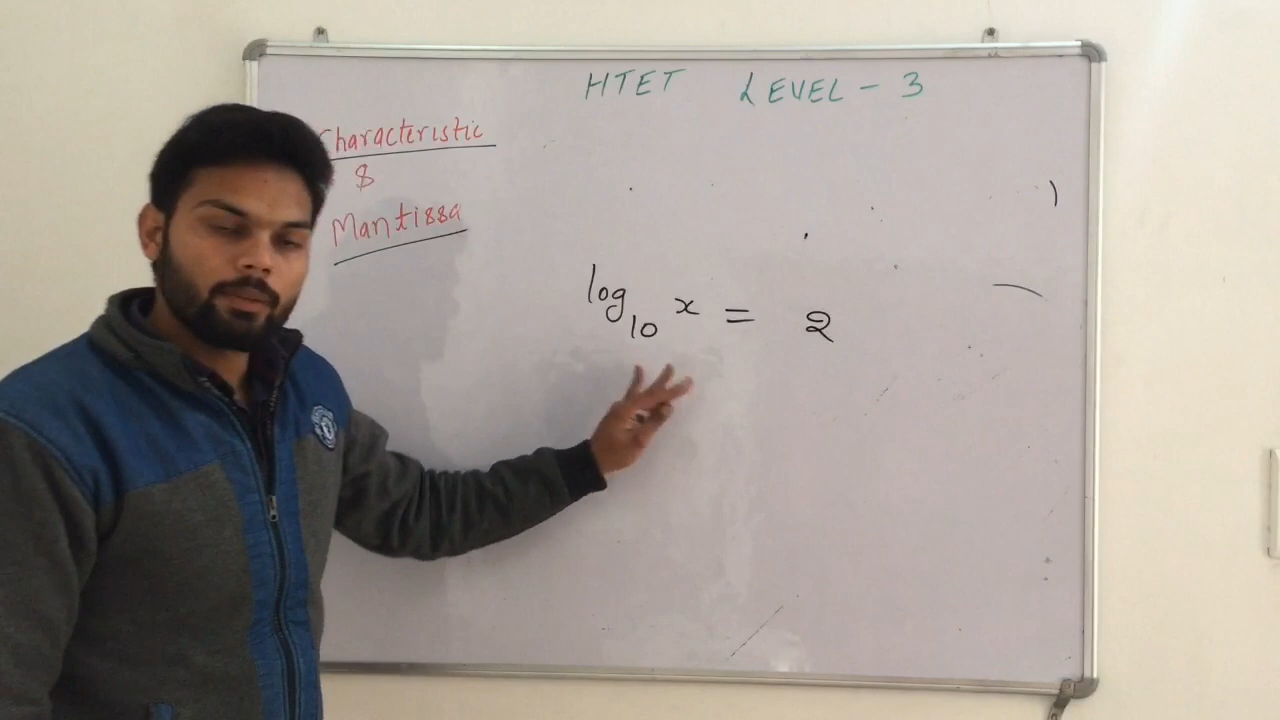 HTET LEVEL - 3
Characteristic
&
Mantissa
log₁₀ x = 2